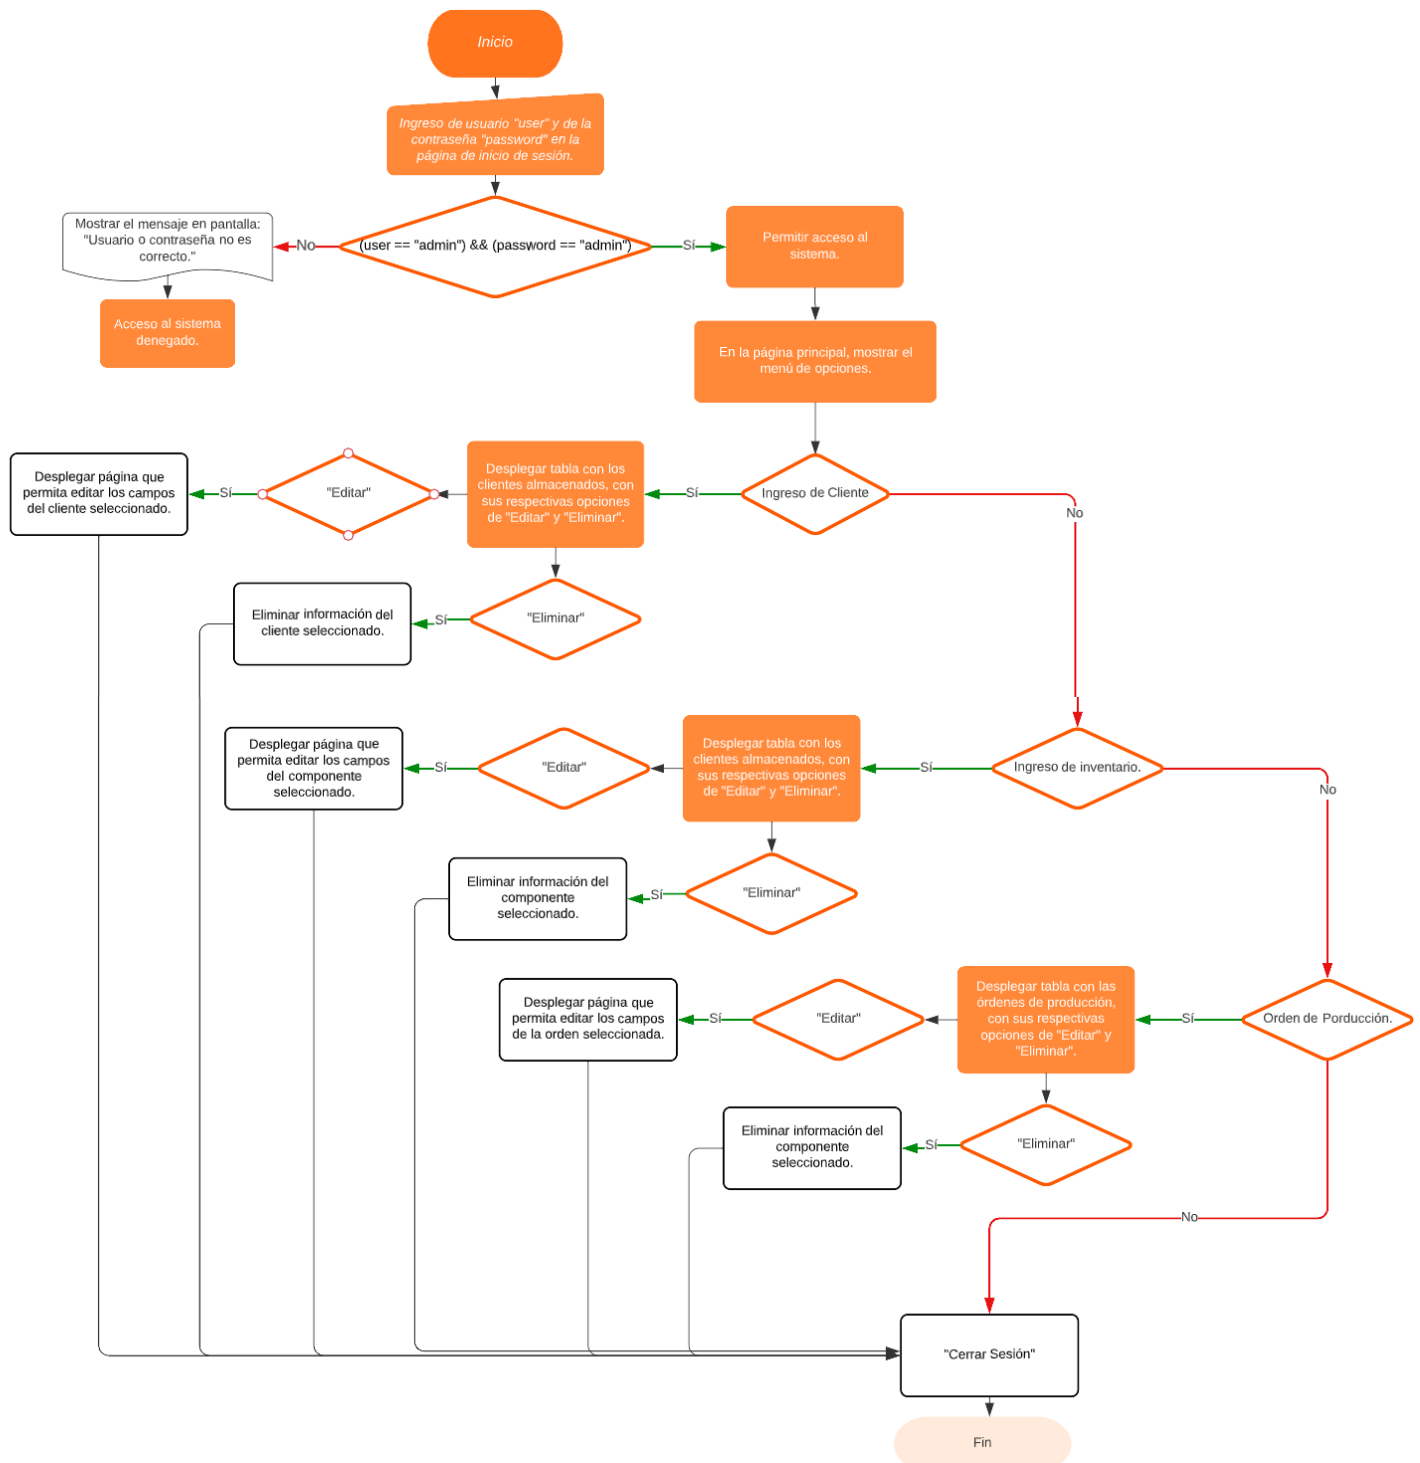 Inicio
Ingreso de usuario "user" y de la
contraseña "password" en la
página de inicio de sesión.
Mostrar el mensaje en pantalla:
"Usuario o contraseña no es
correcto."
No
(user == "admin") && (password == "admin")
Sí
Permitir acceso al
sistema.
Acceso al sistema
denegado.
En la página principal, mostrar el
menú de opciones.
Desplegar página que
permita editar los campos
del cliente seleccionado.
Sí
"Editar"
Desplegar tabla con los
clientes almacenados, con
sus respectivas opciones
de "Editar" y "Eliminar".
Sí
Ingreso de Cliente
No
Eliminar información del
cliente seleccionado.
Sí
"Eliminar"
Desplegar página que
permita editar los campos
del componente
seleccionado.
Sí
"Editar"
Desplegar tabla con los
clientes almacenados, con
sus respectivas opciones
de "Editar" y "Eliminar".
Sí
Ingreso de inventario.
No
Eliminar información del
componente
seleccionado.
Sí
"Eliminar"
Desplegar página que
permita editar los campos
de la orden seleccionada.
Sí
"Editar"
Desplegar tabla con las
órdenes de producción,
con sus respectivas
opciones de "Editar" y
"Eliminar".
Sí
Orden de Porducción.
Eliminar información del
componente
seleccionado.
Sí
"Eliminar"
No
"Cerrar Sesión"
Fin